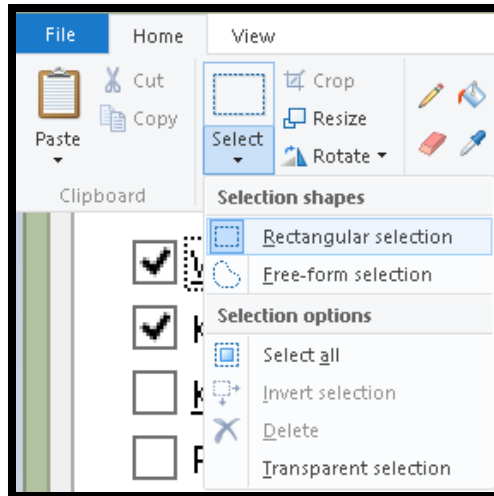 File Home View
Cut
Copy
Paste
Clipboard
Select
Crop
Resize
Rotate
Selection shapes
Rectangular selection
Free-form selection
Selection options
Select all
Invert selection
Delete
Transparent selection